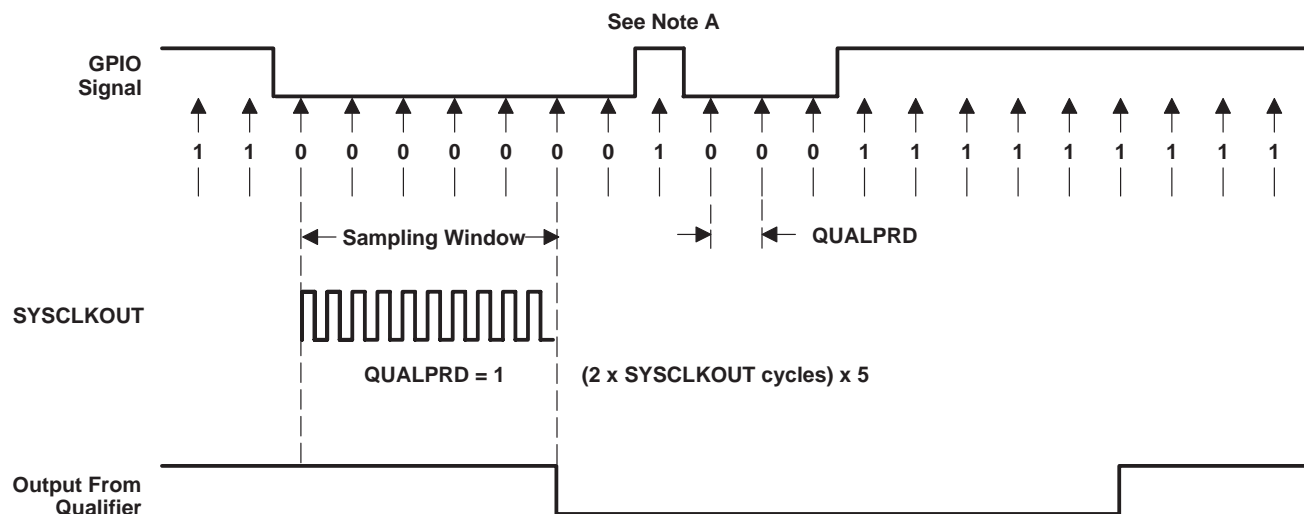 See Note A
GPIO
Signal
1 1 0 0 0 0 0 0 0 1 0 0 0 1 1 1 1 1 1 1 1 1
Sampling Window
QUALPRD
SYSCLKOUT
QUALPRD = 1 (2 x SYSCLKOUT cycles) x 5
Output From
Qualifier